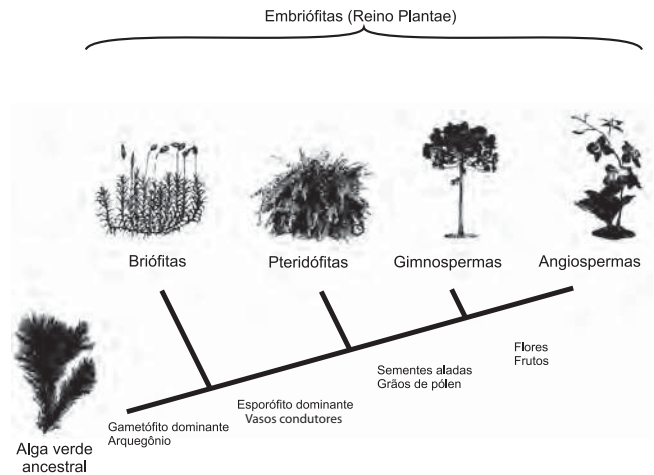 Embriófitas (Reino Plantae)
Briófitas
Pteridófitas
Gimnospermas
Angiospermas
Flores
Frutos
Sementes aladas
Grãos de pólen
Esporófito dominante
Vasos condutores
Gametófito dominante
Arquegônio
Alga verde
ancestral